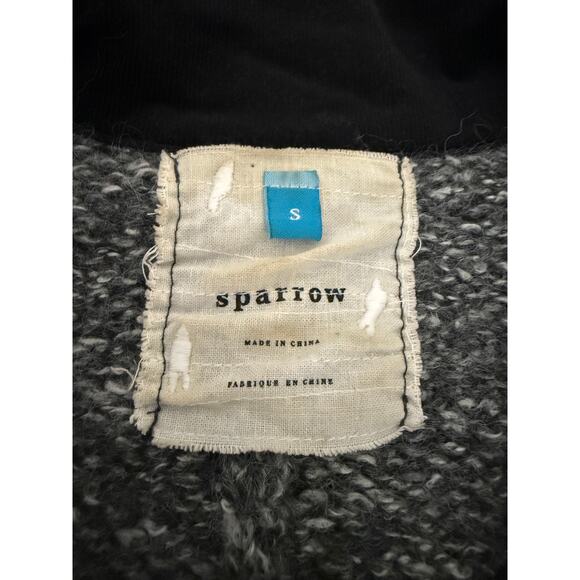 S
sparrow
MADE IN CHINA
FABRIQUE EN CHINE